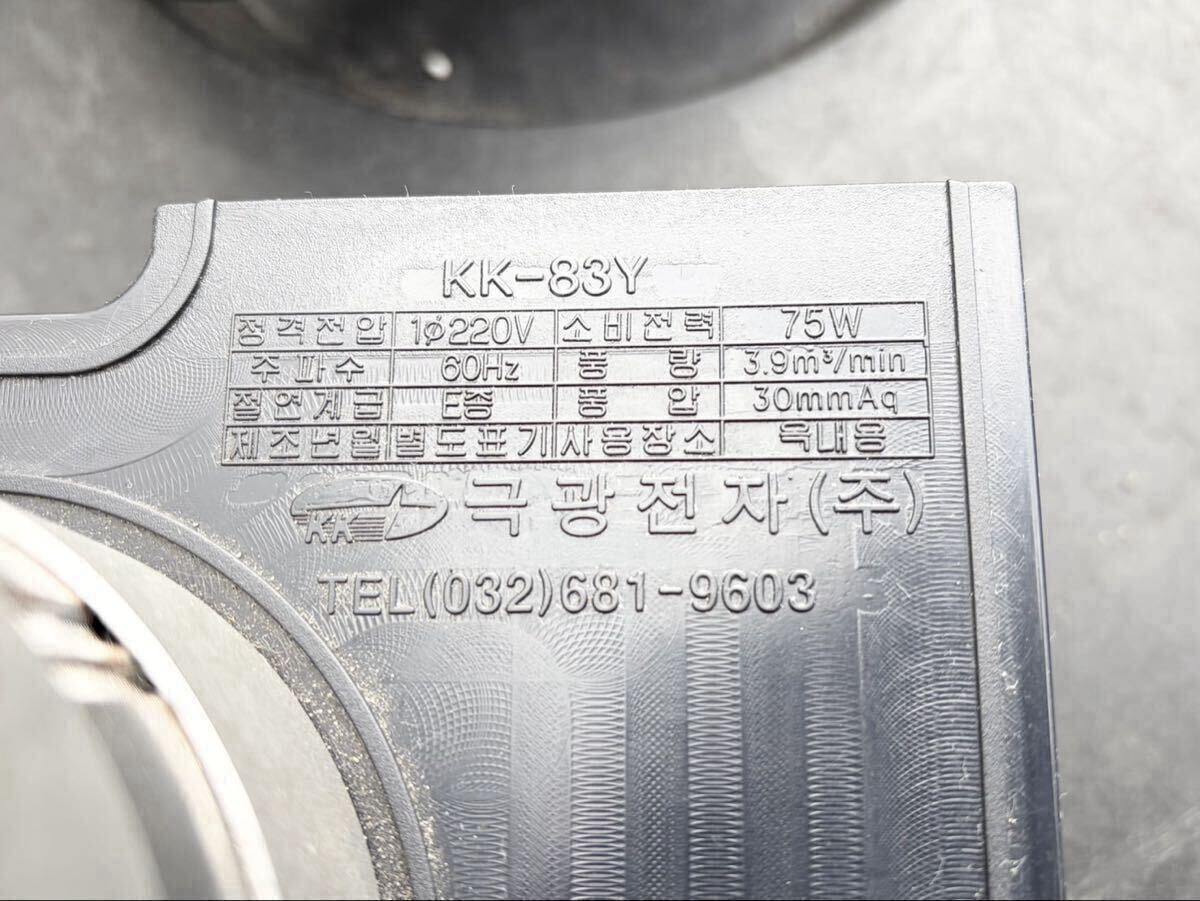 KK-83Y
정격전압 1φ220V 소비전력 75W
주파수 60Hz 풍량 3.9m³/min
절연계급 E종 풍압 30mmAq
제조년월 별도표기 사용장소 옥내용
KK 극광전자(주)
TEL(032)681-9603